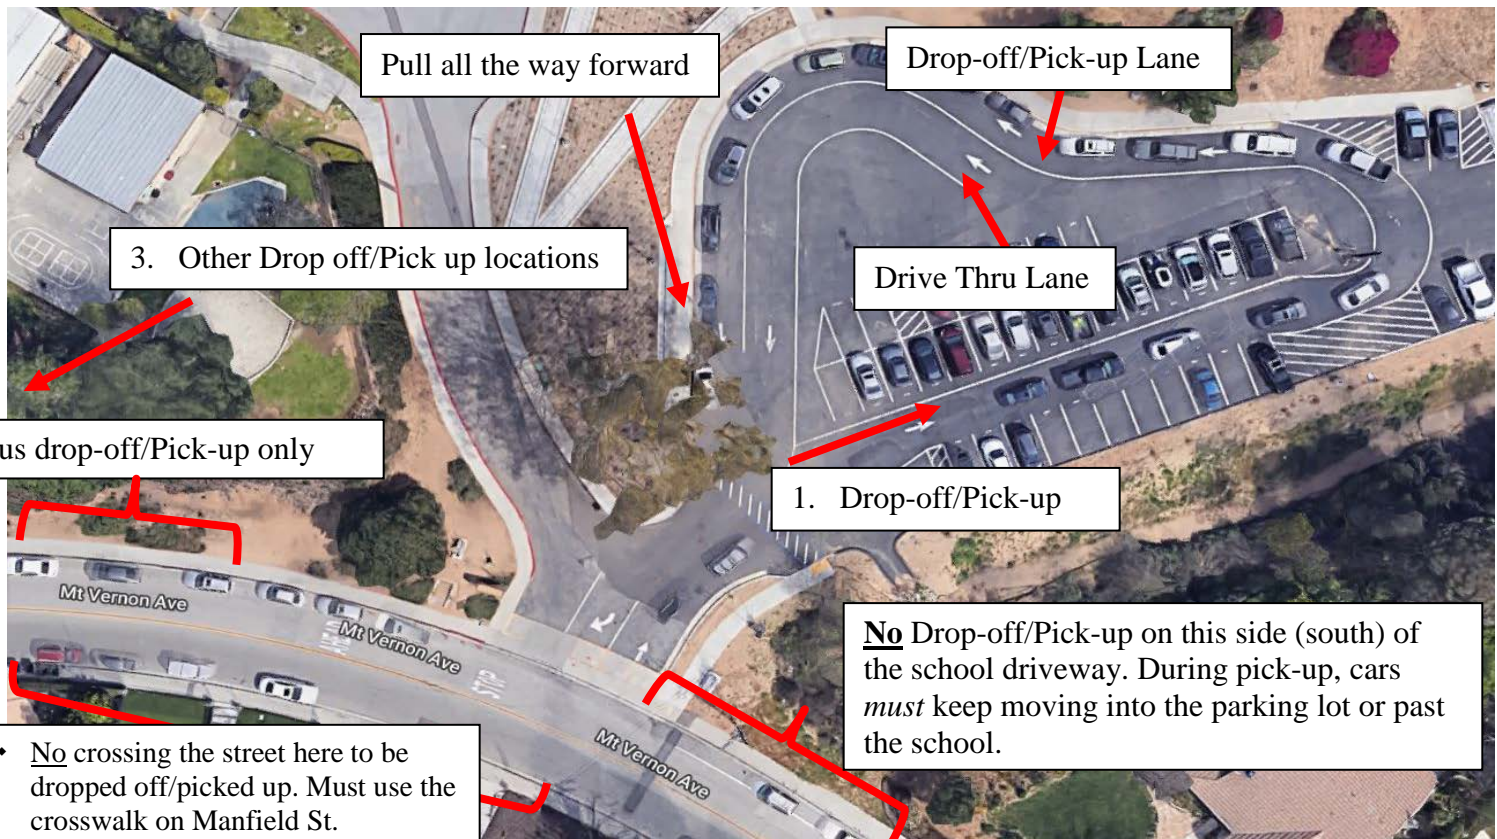 Pull all the way forward
Drop-off/Pick-up Lane
3. Other Drop off/Pick up locations
Drive Thru Lane
us drop-off/Pick-up only
1. Drop-off/Pick-up
Mt Vernon Ave
Mt Vernon Ave
AHEAD
STOP
Mt Vernon Ave
No Drop-off/Pick-up on this side (south) of
the school driveway. During pick-up, cars
must keep moving into the parking lot or past
the school.
No crossing the street here to be
dropped off/picked up. Must use the
crosswalk on Manfield St.